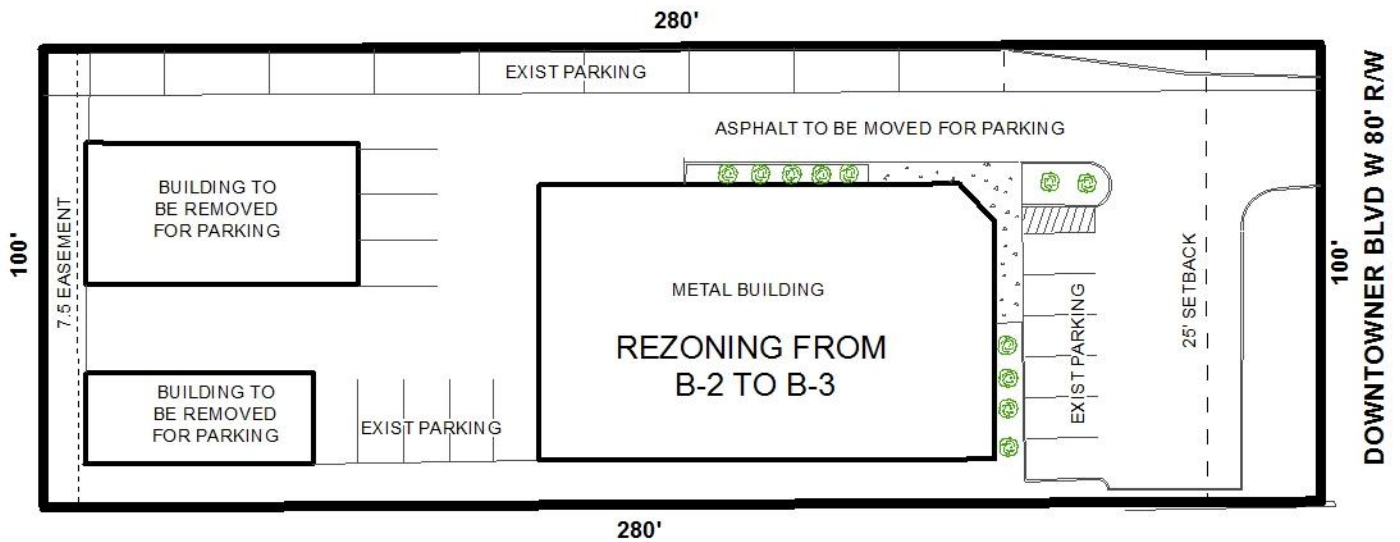 280'
EXIST PARKING
ASPHALT TO BE MOVED FOR PARKING
BUILDING TO
BE REMOVED
FOR PARKING
7.5 EASEMENT
100'
METAL BUILDING
REZONING FROM
B-2 TO B-3
EXIST PARKING
25' SETBACK
100'
DOWNTOWNER BLVD W 80' R/W
BUILDING TO
BE REMOVED
FOR PARKING
EXIST PARKING
280'